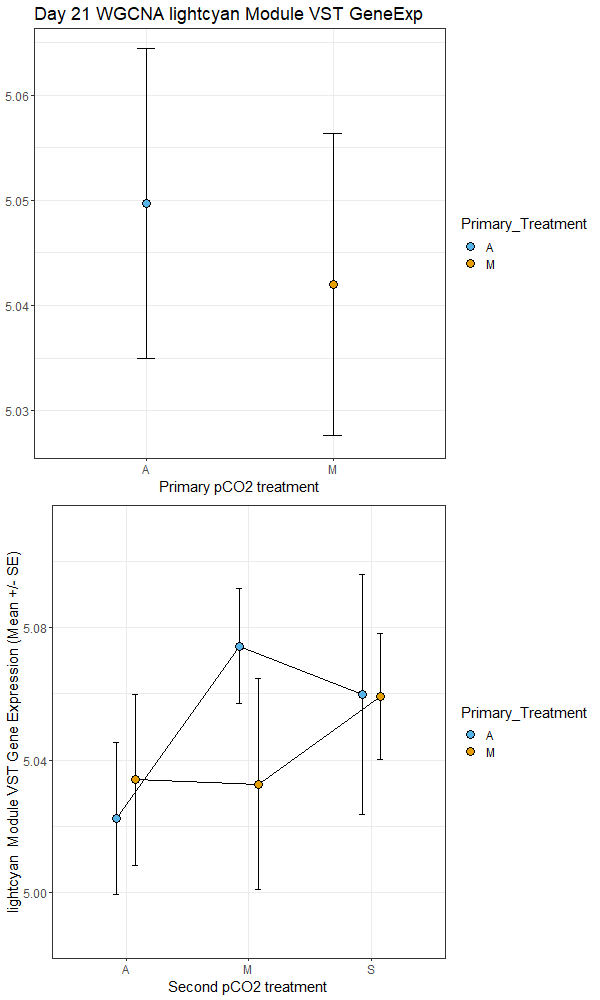 Day 21 WGCNA lightcyan Module VST GeneExp
5.06
5.05
5.04
5.03
A
M
Primary pCO2 treatment
Primary_Treatment
A
M
lightcyan  Module VST Gene Expression (Mean +/- SE)
5.08
5.04
5.00
A
M
S
Second pCO2 treatment
Primary_Treatment
A
M